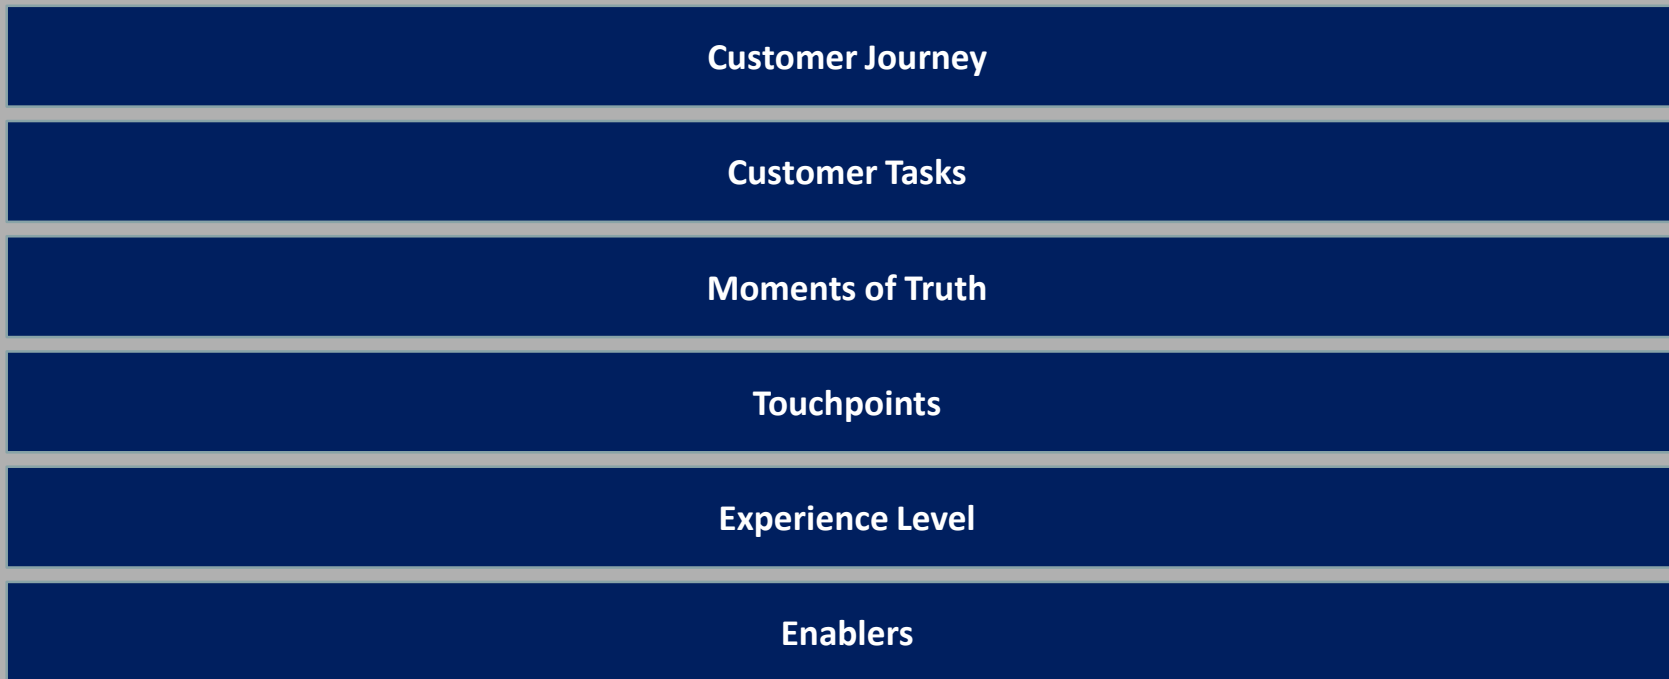 Customer Journey
Customer Tasks
Moments of Truth
Touchpoints
Experience Level
Enablers